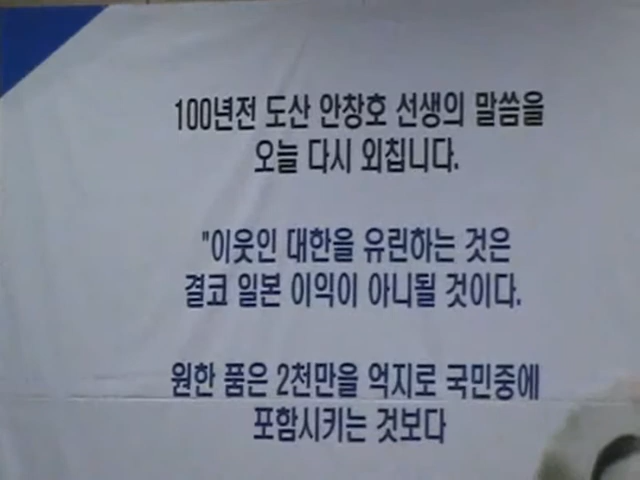 100년전 도산 안창호 선생의 말씀을
오늘 다시 외칩니다.
"이웃인 대한을 유린하는 것은
결코 일본 이익이 아니될 것이다.
원한 품은 2천만을 억지로 국민중에
포함시키는 것보다